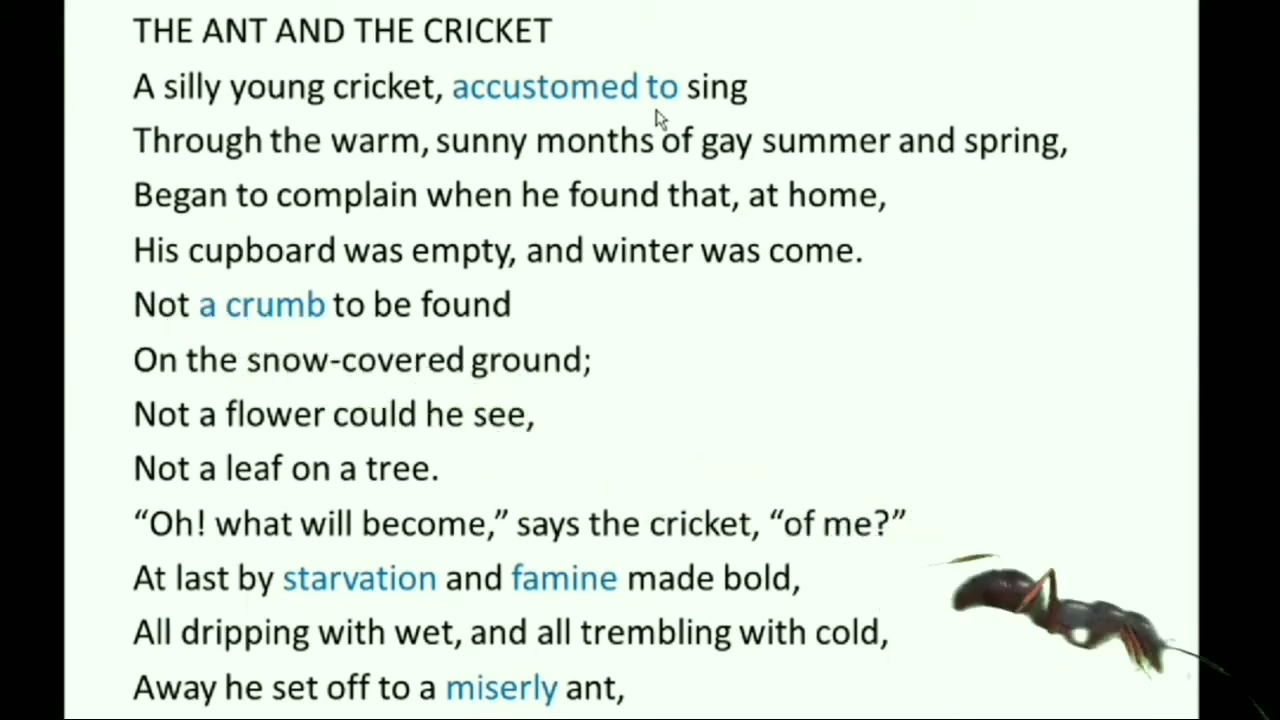 THE ANT AND THE CRICKET
A silly young cricket, accustomed to sing
Through the warm, sunny months of gay summer and spring,
Began to complain when he found that, at home,
His cupboard was empty, and winter was come.
Not a crumb to be found
On the snow-covered ground;
Not a flower could he see,
Not a leaf on a tree.
“Oh! what will become,” says the cricket, “of me?”
At last by starvation and famine made bold,
All dripping with wet, and all trembling with cold,
Away he set off to a miserly ant,